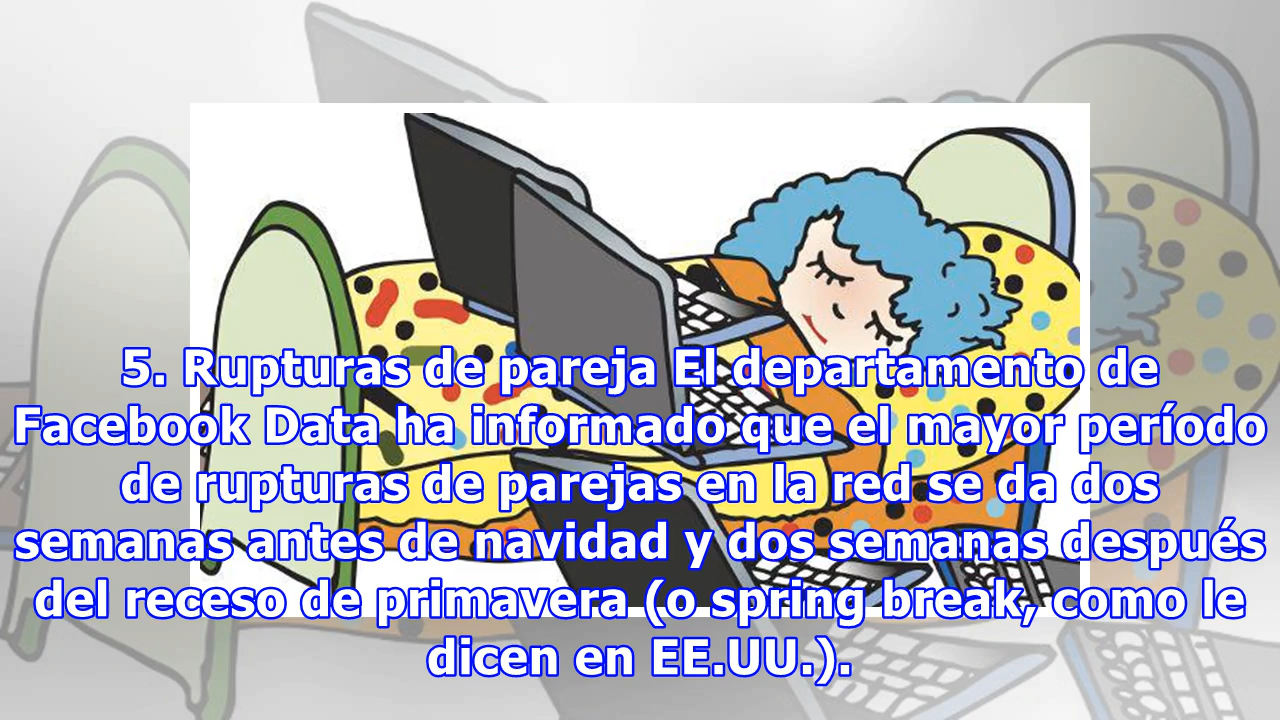 5. Rupturas de pareja El departamento de
Facebook Data ha informado que el mayor período
de rupturas de parejas en la red se da dos
semanas antes de navidad y dos semanas después
del receso de primavera (o spring break, como le
dicen en EE.UU.).